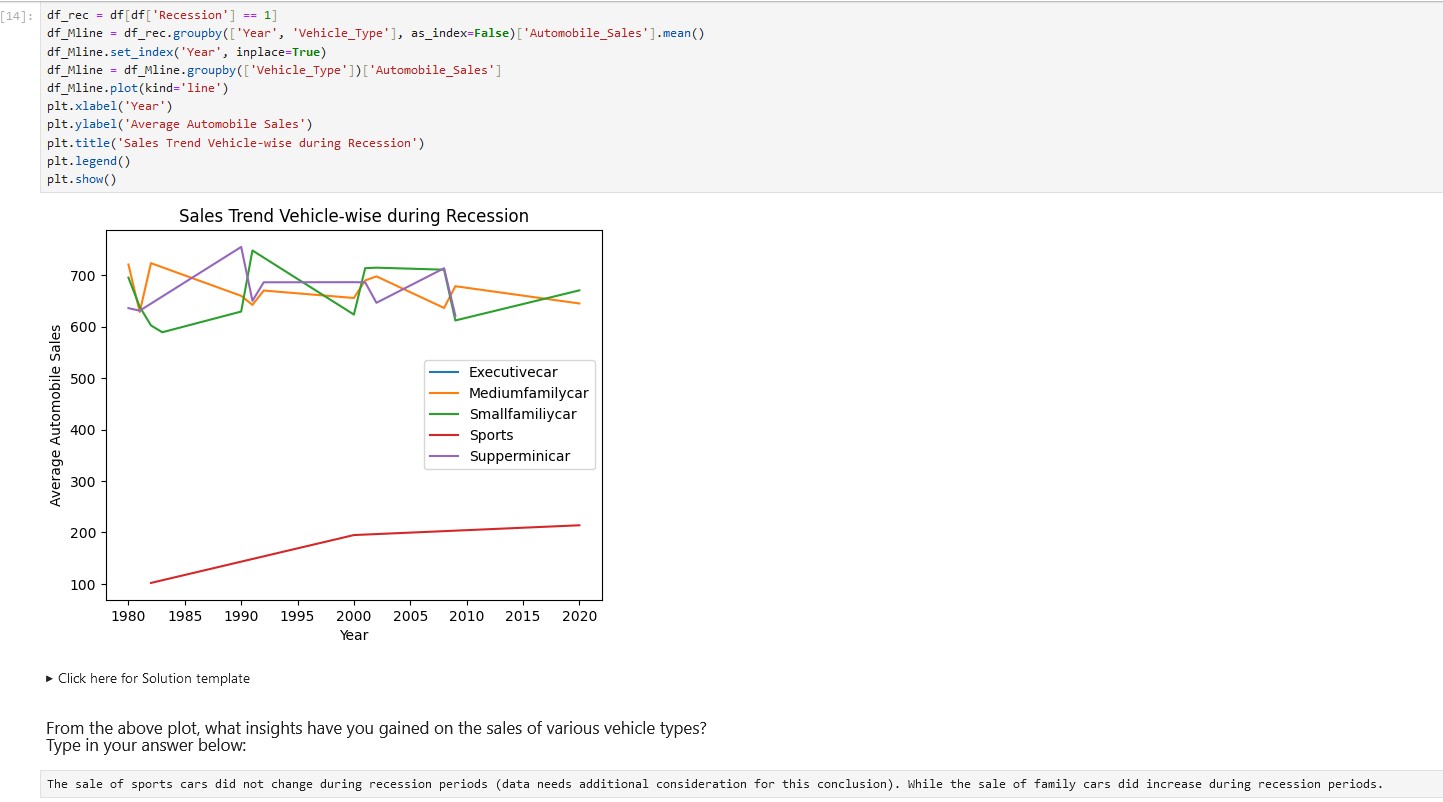 [14]:
df_rec = df[df['Recession'] == 1]
df_Mline = df_rec.groupby(['Year', 'Vehicle_Type'], as_index=False)['Automobile_Sales'].mean()
df_Mline.set_index('Year', inplace=True)
df_Mline = df_Mline.groupby(['Vehicle_Type'])['Automobile_Sales']
df_Mline.plot(kind='line')
plt.xlabel('Year')
plt.ylabel('Average Automobile Sales')
plt.title('Sales Trend Vehicle-wise during Recession')
plt.legend()
plt.show()
Sales Trend Vehicle-wise during Recession
Average Automobile Sales
700
600
500
400
300
200
100
Executivecar
Mediumfamilycar
Smallfamiliycar
Sports
Supperminicar
1980 1985 1990 1995 2000 2005 2010 2015 2020
Year
▸ Click here for Solution template
From the above plot, what insights have you gained on the sales of various vehicle types?
Type in your answer below:
The sale of sports cars did not change during recession periods (data needs additional consideration for this conclusion). While the sale of family cars did increase during recession periods.